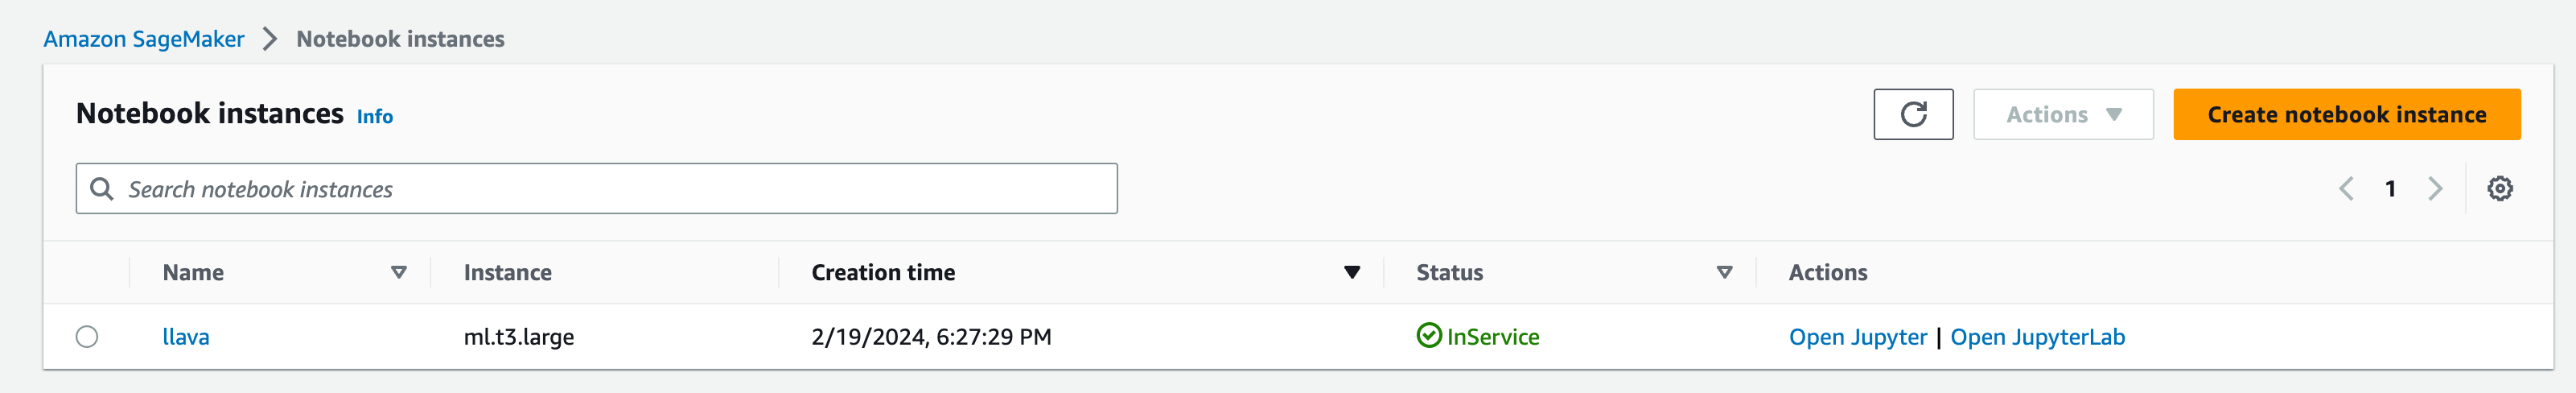 Amazon SageMaker > Notebook instances
Notebook instances Info
Actions
Create notebook instance
Search notebook instances
1
Name Instance Creation time Status Actions
llava ml.t3.large 2/19/2024, 6:27:29 PM InService Open Jupyter | Open JupyterLab